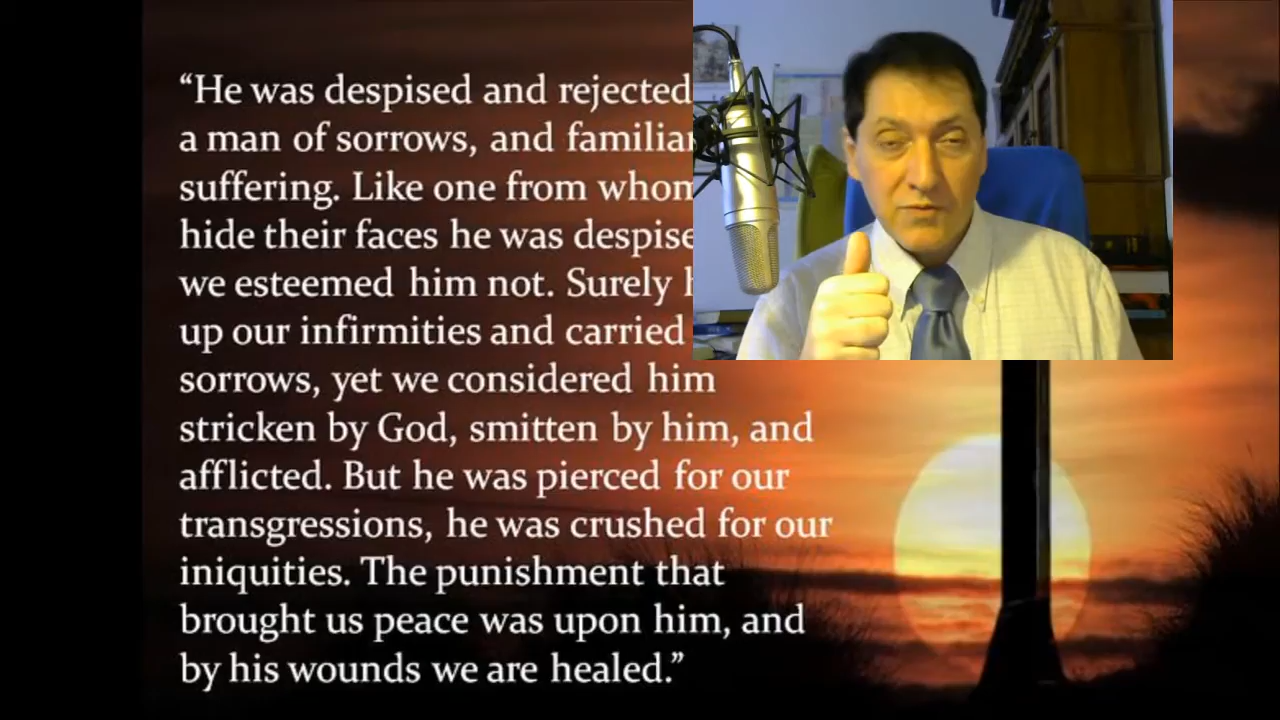 “He was despised and rejected
a man of sorrows, and
suffering. Like one from
hide their faces he was
we esteemed him not. Surely
up our infirmities and carried
sorrows, yet we considered him
stricken by God, smitten by him, and
afflicted. But he was pierced for our
transgressions, he was crushed for our
iniquities. The punishment that
brought us peace was upon him, and
by his wounds we are healed.”